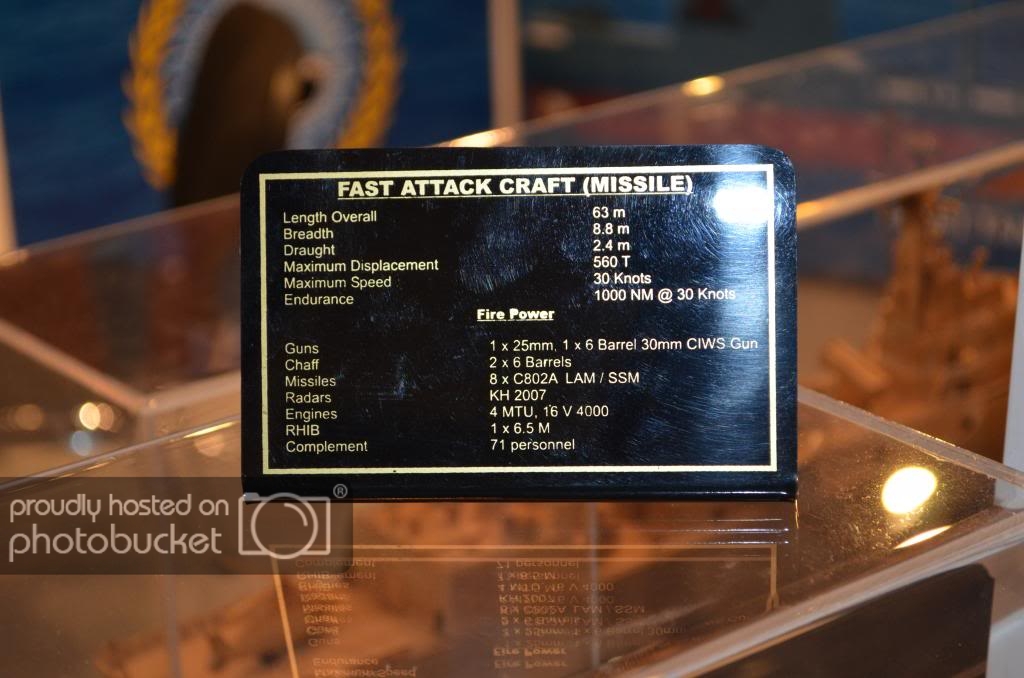 FAST ATTACK CRAFT (MISSILE)
Length Overall 63 m
Breadth 8.8 m
Draught 2.4 m
Maximum Displacement 560 T
Maximum Speed 30 Knots
Endurance 1000 NM @ 30 Knots
Fire Power
Guns 1 x 25mm, 1 x 6 Barrel 30mm CIWS Gun
Chaff 2 x 6 Barrels
Missiles 8 x C802A LAM / SSM
Radars KH 2007
Engines 4 MTU, 16 V 4000
RHIB 1 x 6.5 M
Complement 71 personnel
proudly hosted on
photobucket ®